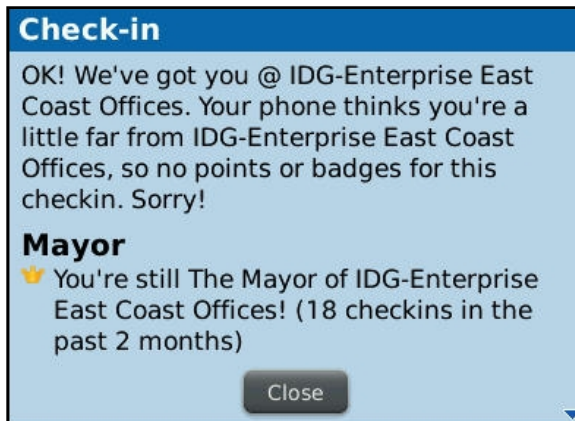 Check-in
OK! We've got you @ IDG-Enterprise East
Coast Offices. Your phone thinks you're a
little far from IDG-Enterprise East Coast
Offices, so no points or badges for this
checkin. Sorry!
Mayor
You're still The Mayor of IDG-Enterprise
East Coast Offices! (18 checkins in the
past 2 months)
Close